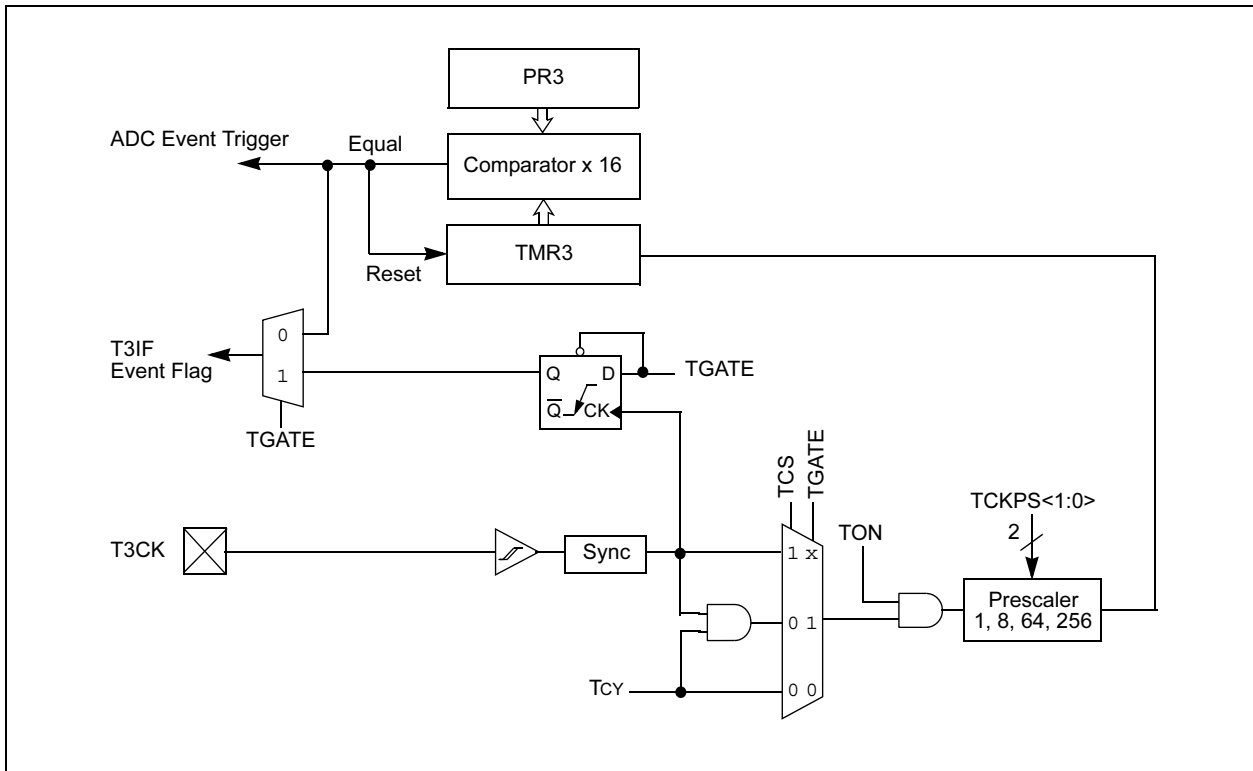 PR3
ADC Event Trigger
Equal
Comparator x 16
TMR3
Reset
0
T3IF
Event Flag
1
TGATE
Q D
Q̅ CK
TGATE
TCS
TGATE
TCKPS<1:0>
2
TON
T3CK
Sync
1 x
Prescaler
1, 8, 64, 256
0 1
TCY
0 0